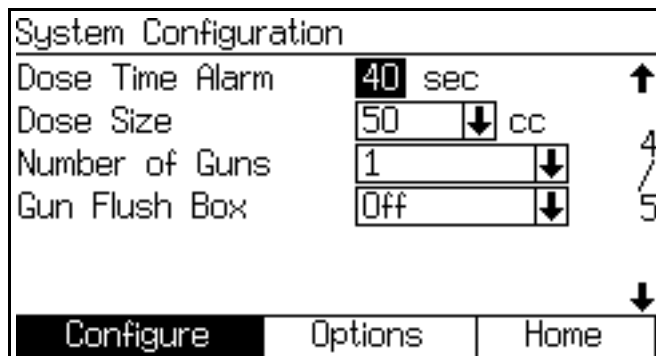 System Configuration
Dose Time Alarm 40 sec
Dose Size 50 cc
Number of Guns 1
Gun Flush Box Off
4/5
Configure Options Home